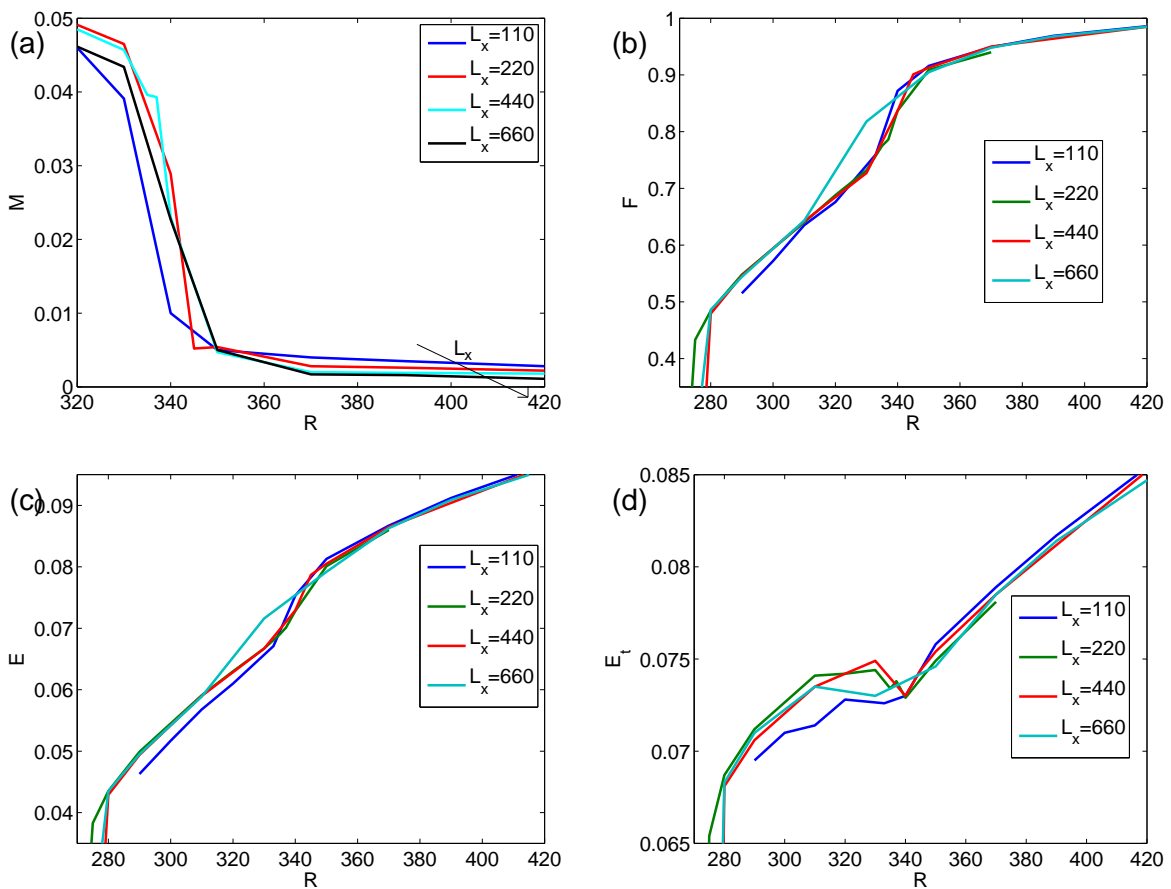 (a)
0.05
0.04
0.03
0.02
0.01
0
M
320 340 360 380 400 420
R
L_x=110
L_x=220
L_x=440
L_x=660
L_x
(b)
1
0.9
0.8
0.7
0.6
0.5
0.4
F
280 300 320 340 360 380 400 420
R
L_x=110
L_x=220
L_x=440
L_x=660
(c)
0.09
0.08
0.07
0.06
0.05
0.04
E
280 300 320 340 360 380 400 420
R
L_x=110
L_x=220
L_x=440
L_x=660
(d)
0.085
0.08
0.075
0.07
0.065
E_t
280 300 320 340 360 380 400 420
R
L_x=110
L_x=220
L_x=440
L_x=660